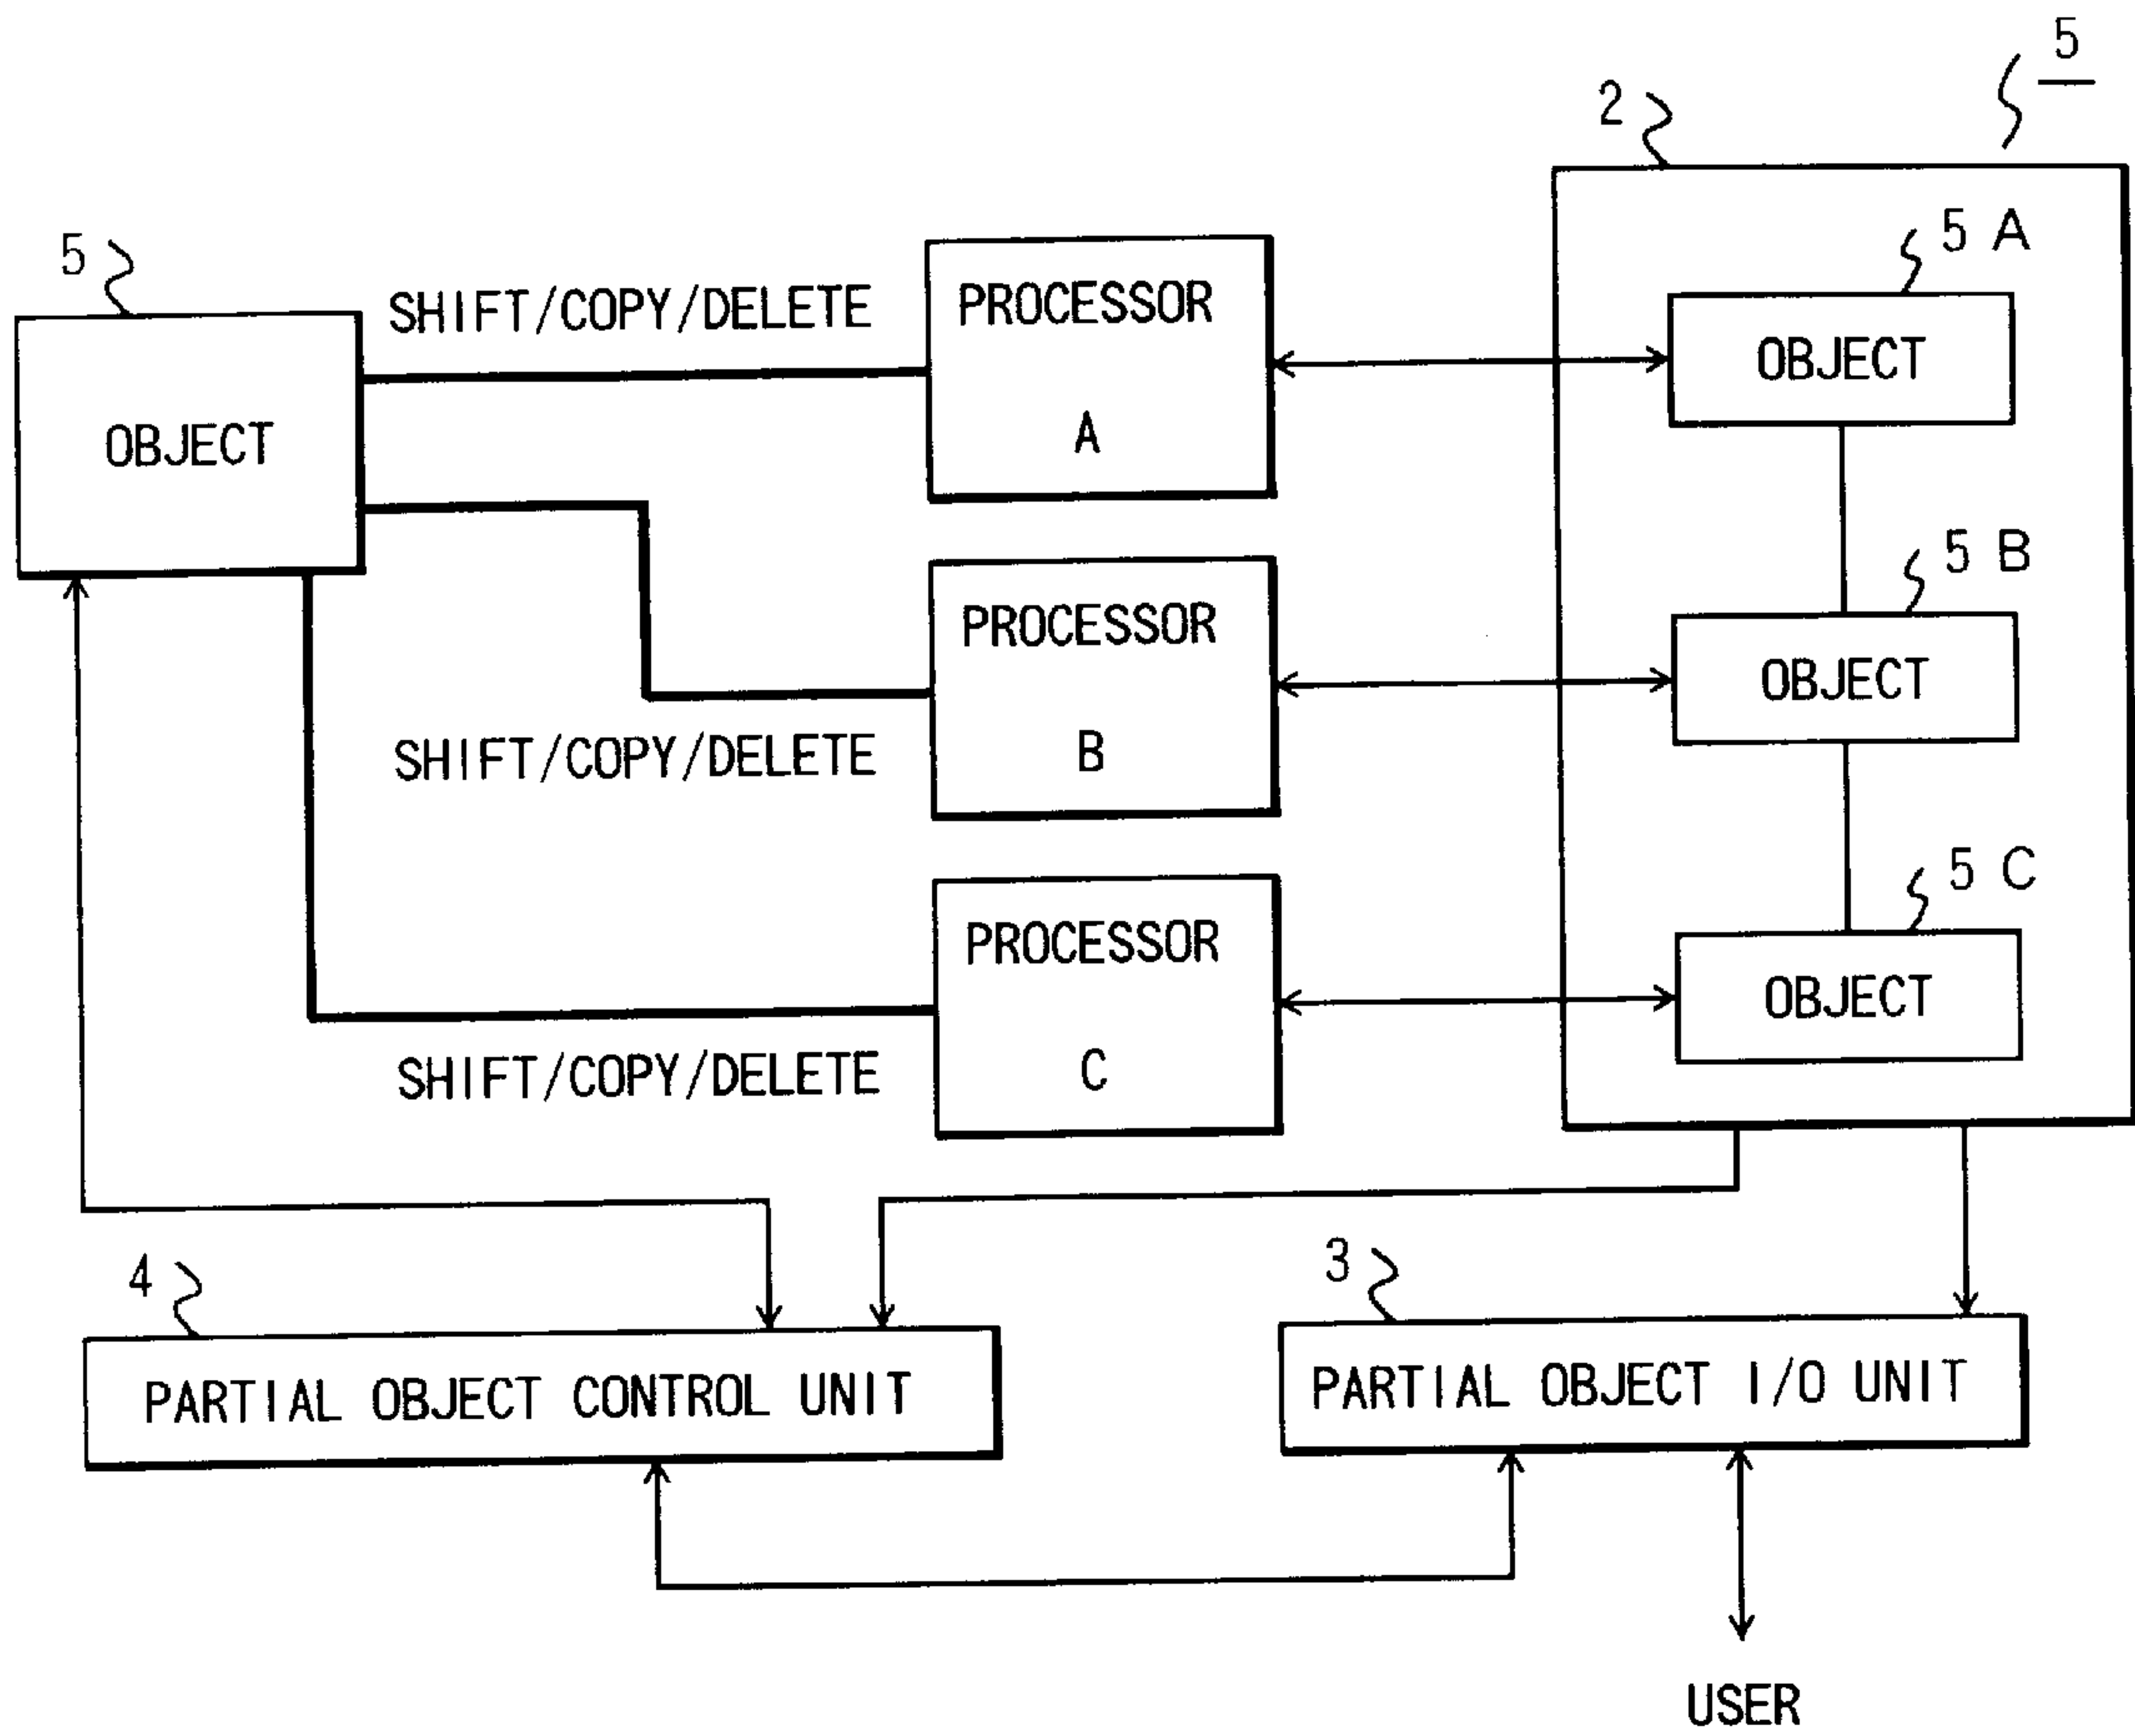 5
2
5 A
5
SHIFT/COPY/DELETE
PROCESSOR
A
OBJECT
OBJECT
5 B
PROCESSOR
B
OBJECT
SHIFT/COPY/DELETE
5 C
PROCESSOR
C
OBJECT
SHIFT/COPY/DELETE
4
3
PARTIAL OBJECT CONTROL UNIT
PARTIAL OBJECT I/O UNIT
USER